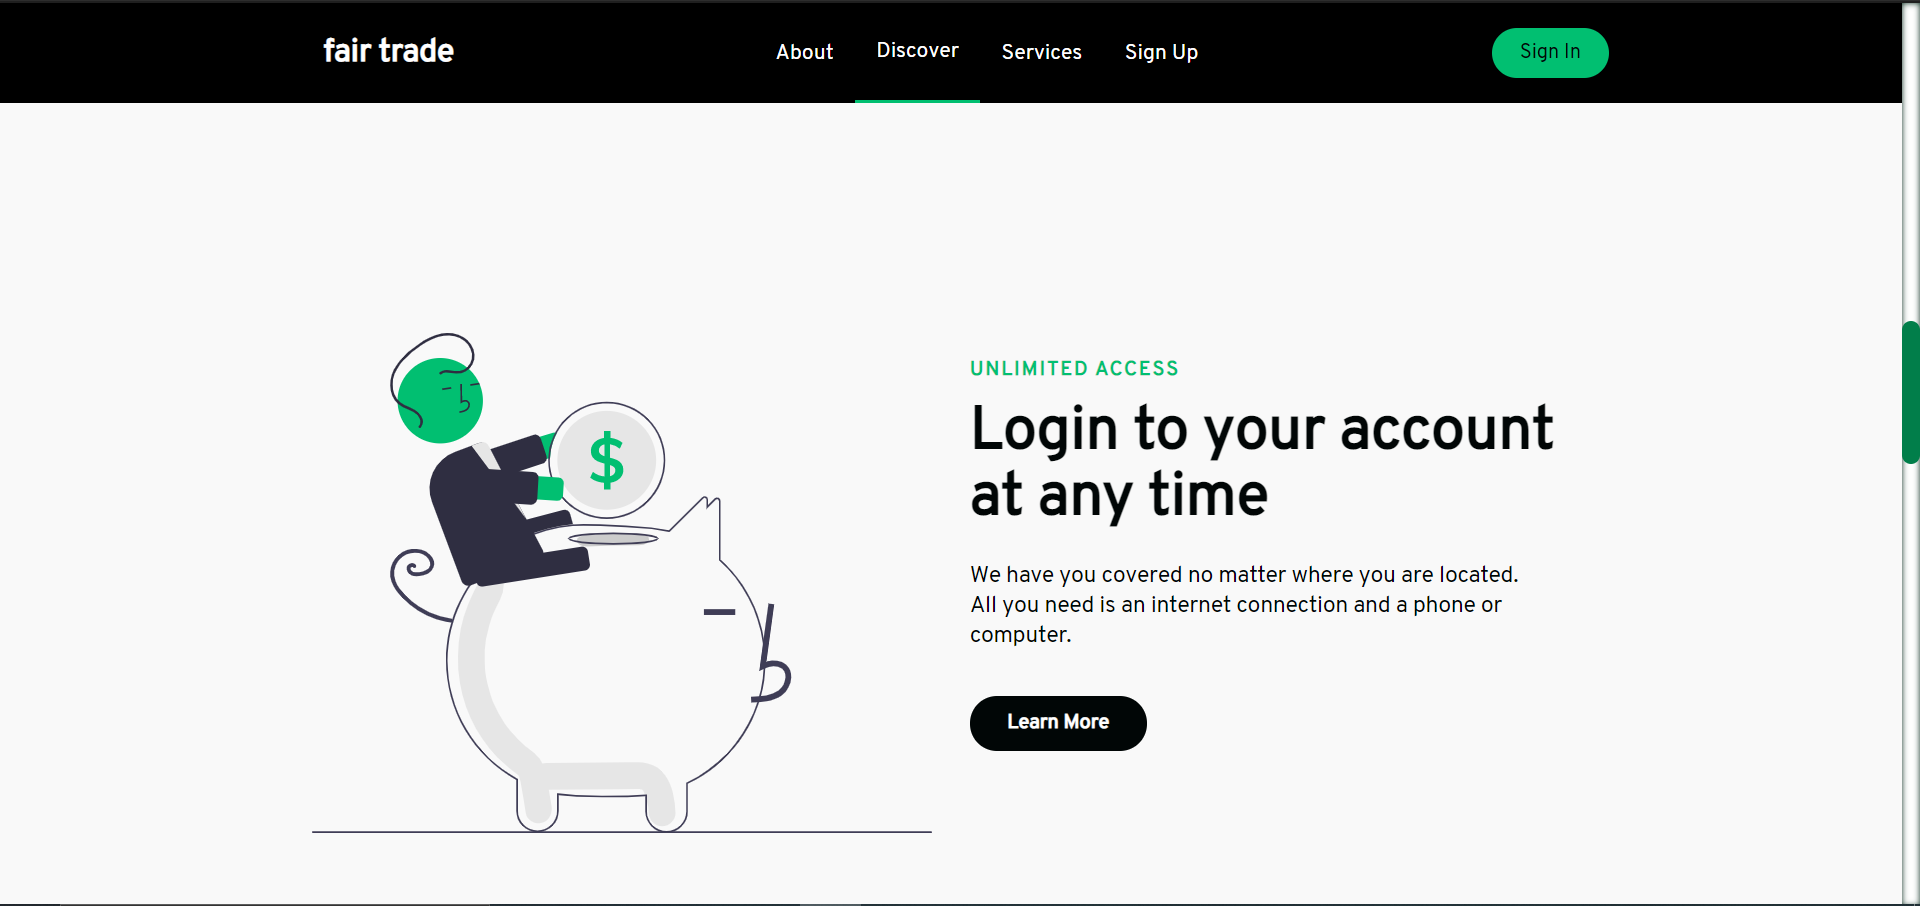 fair trade
About Discover Services Sign Up
Sign In
$
UNLIMITED ACCESS
Login to your account
at any time
We have you covered no matter where you are located.
All you need is an internet connection and a phone or
computer.
Learn More